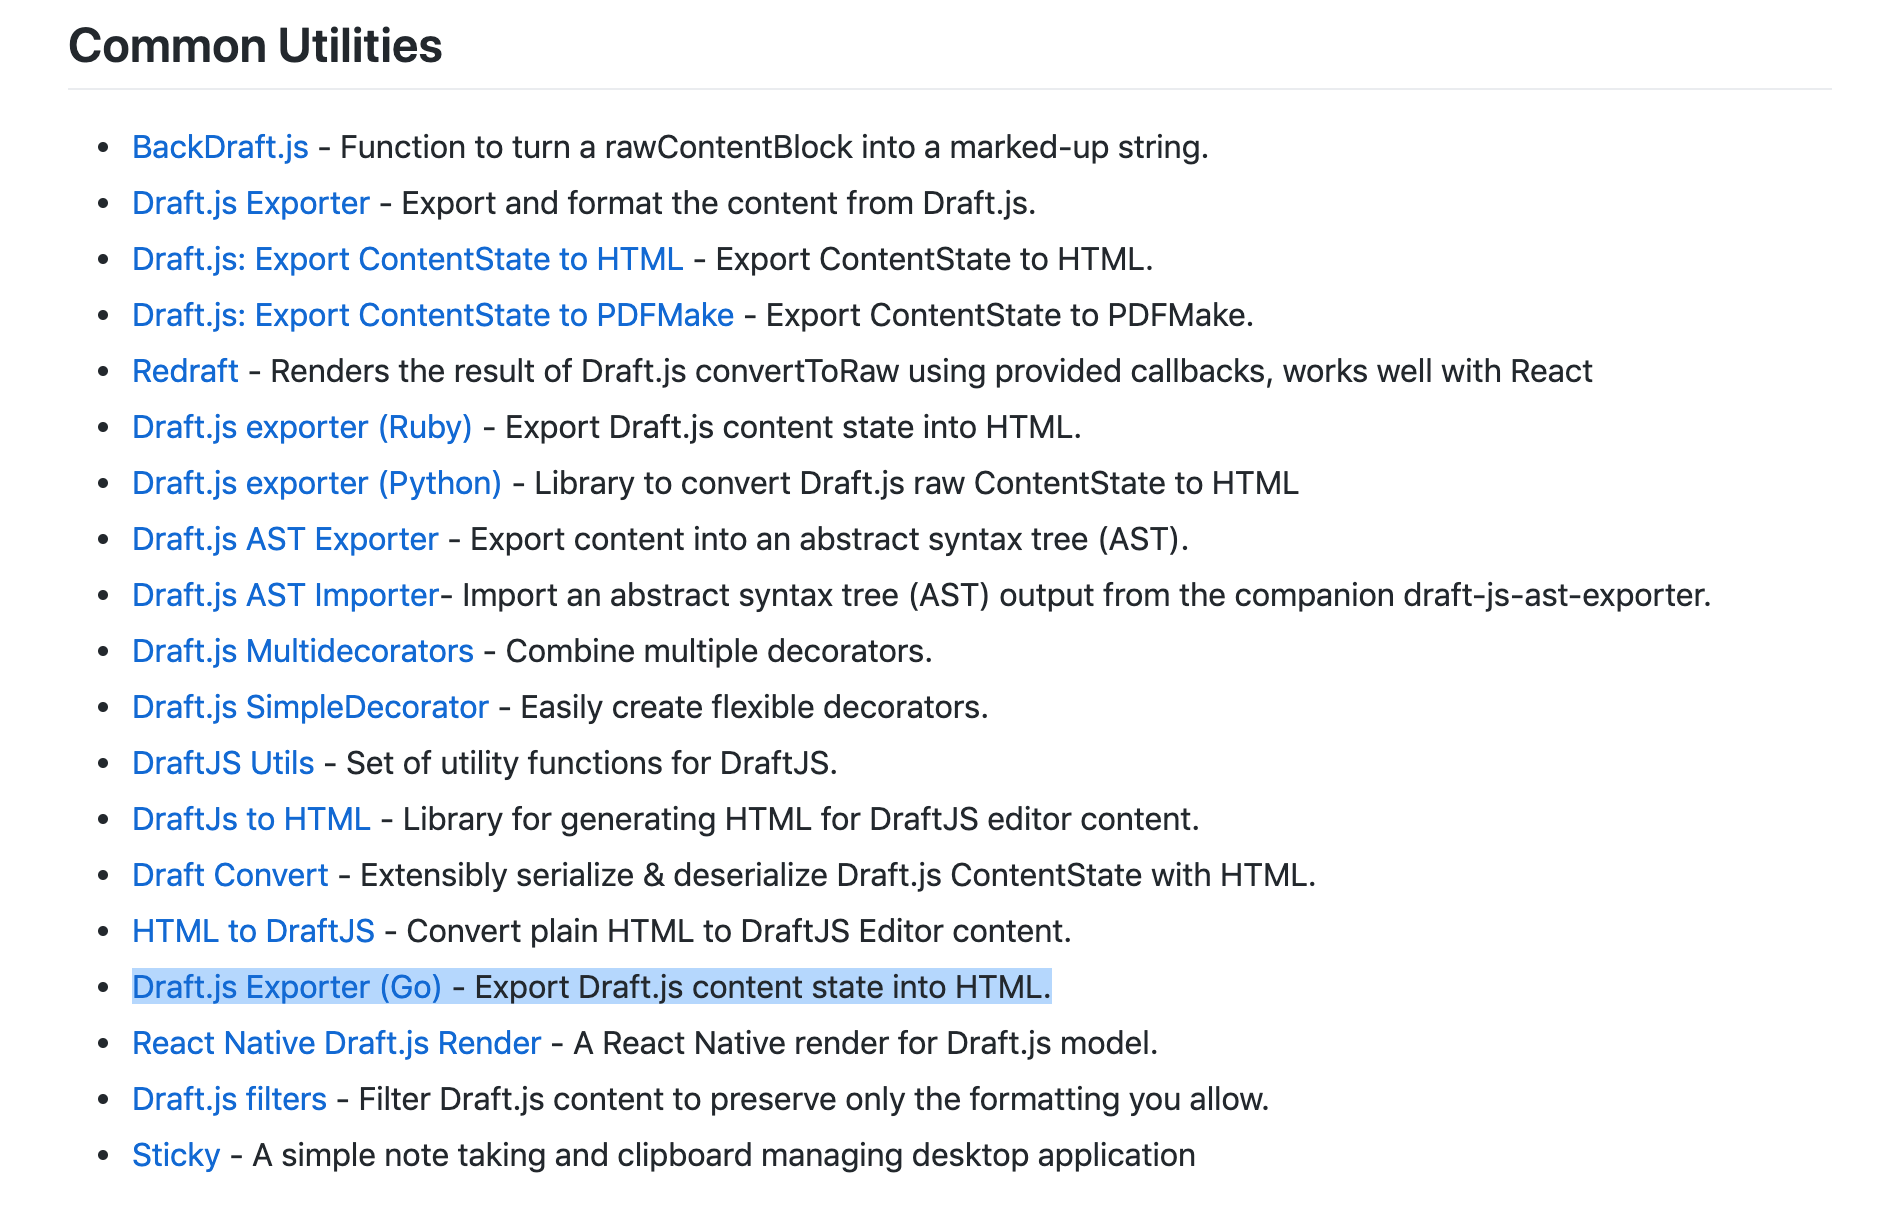 Common Utilities
• BackDraft.js - Function to turn a rawContentBlock into a marked-up string.
• Draft.js Exporter - Export and format the content from Draft.js.
• Draft.js: Export ContentState to HTML - Export ContentState to HTML.
• Draft.js: Export ContentState to PDFMake - Export ContentState to PDFMake.
• Redraft - Renders the result of Draft.js convertToRaw using provided callbacks, works well with React
• Draft.js exporter (Ruby) - Export Draft.js content state into HTML.
• Draft.js exporter (Python) - Library to convert Draft.js raw ContentState to HTML
• Draft.js AST Exporter - Export content into an abstract syntax tree (AST).
• Draft.js AST Importer- Import an abstract syntax tree (AST) output from the companion draft-js-ast-exporter.
• Draft.js Multidecorators - Combine multiple decorators.
• Draft.js SimpleDecorator - Easily create flexible decorators.
• DraftJS Utils - Set of utility functions for DraftJS.
• DraftJs to HTML - Library for generating HTML for DraftJS editor content.
• Draft Convert - Extensibly serialize & deserialize Draft.js ContentState with HTML.
• HTML to DraftJS - Convert plain HTML to DraftJS Editor content.
• Draft.js Exporter (Go) - Export Draft.js content state into HTML.
• React Native Draft.js Render - A React Native render for Draft.js model.
• Draft.js filters - Filter Draft.js content to preserve only the formatting you allow.
• Sticky - A simple note taking and clipboard managing desktop application